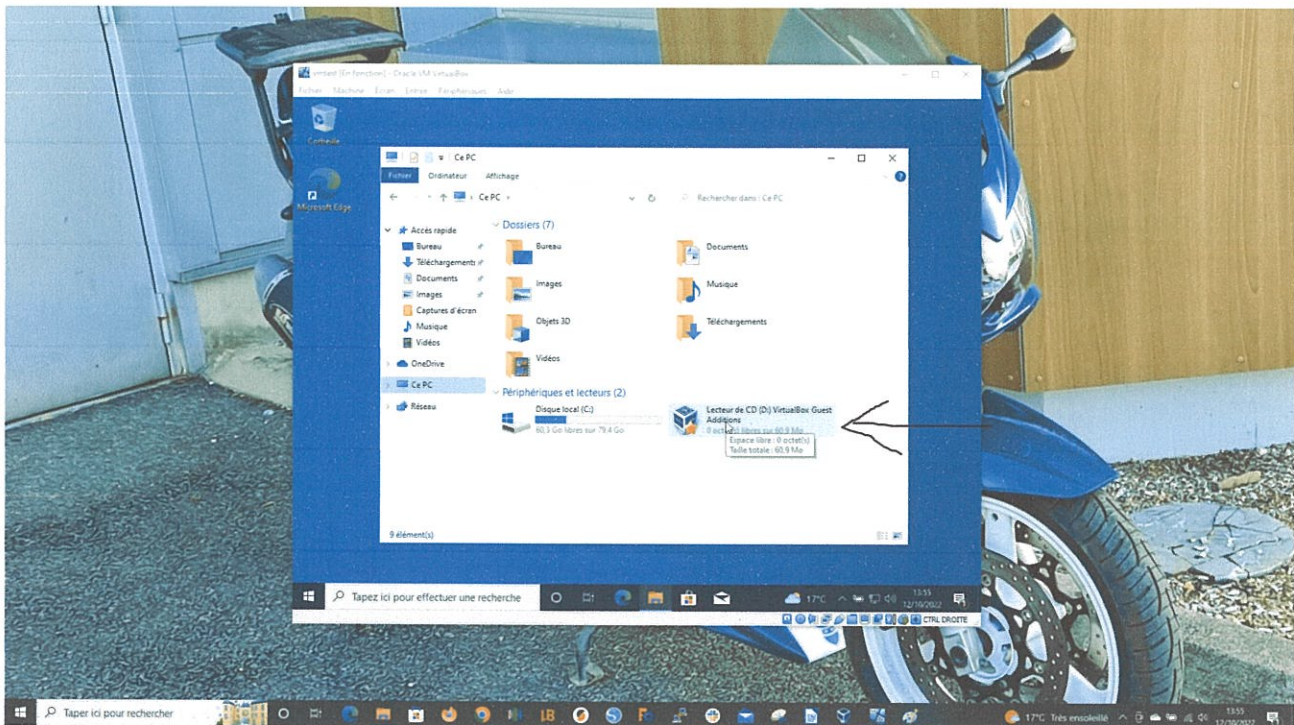 vmtest [En fonction] - Oracle VM VirtualBox
Fichier Machine Écran Entrée Périphériques Aide
Corbeille
Microsoft Edge
Ce PC
Fichier Ordinateur Affichage
Ce PC
Rechercher dans : Ce PC
Accès rapide
Bureau
Téléchargements
Documents
Images
Captures d'écran
Musique
Vidéos
OneDrive
Ce PC
Réseau
Dossiers (7)
Bureau
Documents
Images
Musique
Objets 3D
Téléchargements
Vidéos
Périphériques et lecteurs (2)
Disque local (C:)
60,3 Go libres sur 79,4 Go
Lecteur de CD (D:) VirtualBox Guest
Additions
0 octet(s) libres sur 60,9 Mo
Espace libre : 0 octet(s)
Taille totale : 60,9 Mo
9 élément(s)
Tapez ici pour effectuer une recherche
17°C
13:55
12/10/2022
CTRL DROITE
Taper ici pour rechercher
LB
17°C Très ensoleillé
13:55
12/10/2022